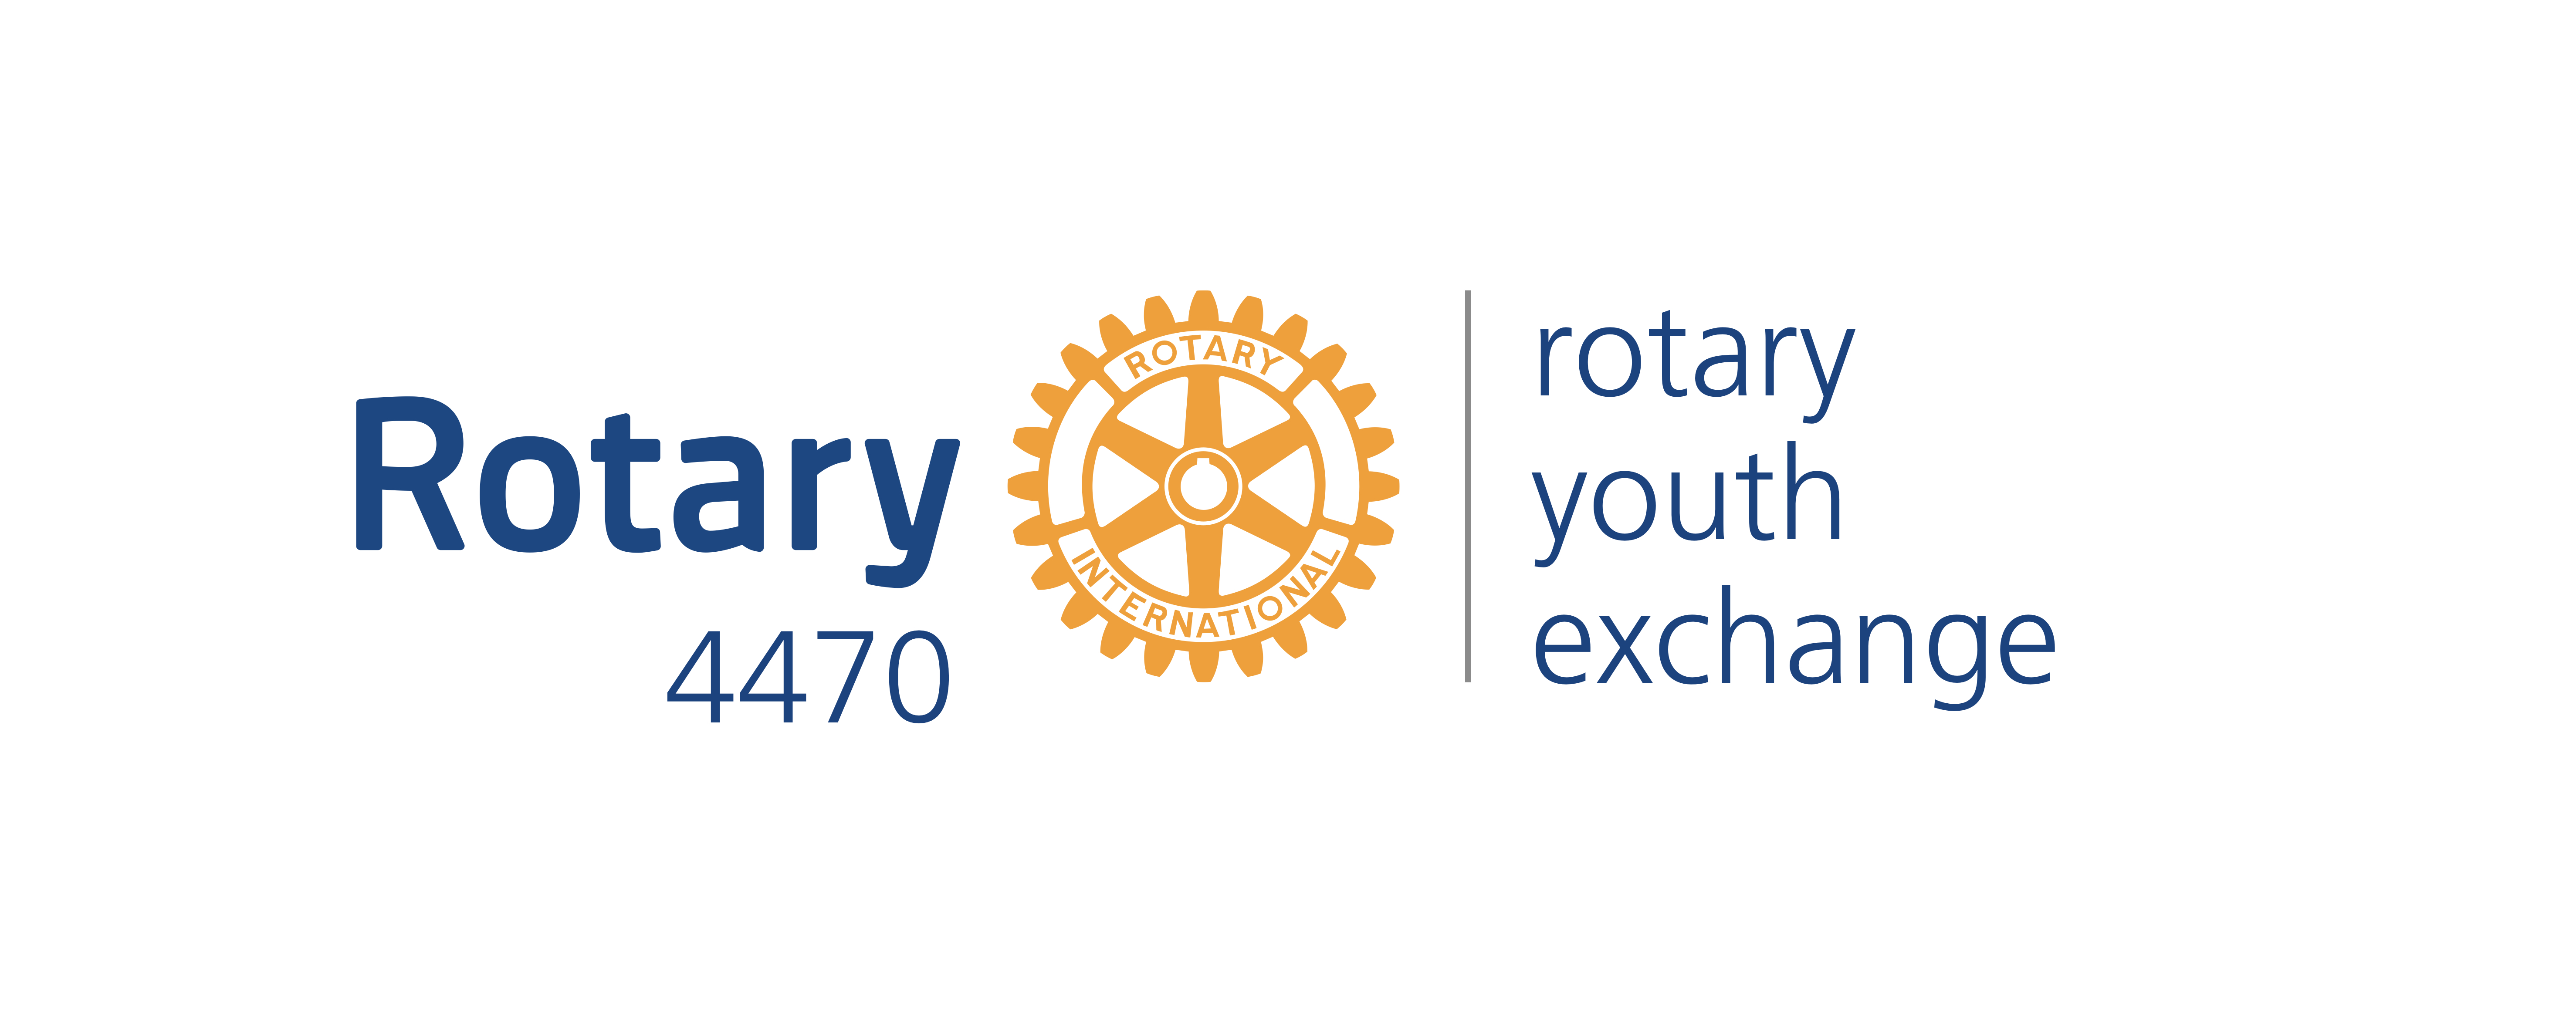 Rotary
4470
ROTARY
INTERNATIONAL
rotary
youth
exchange